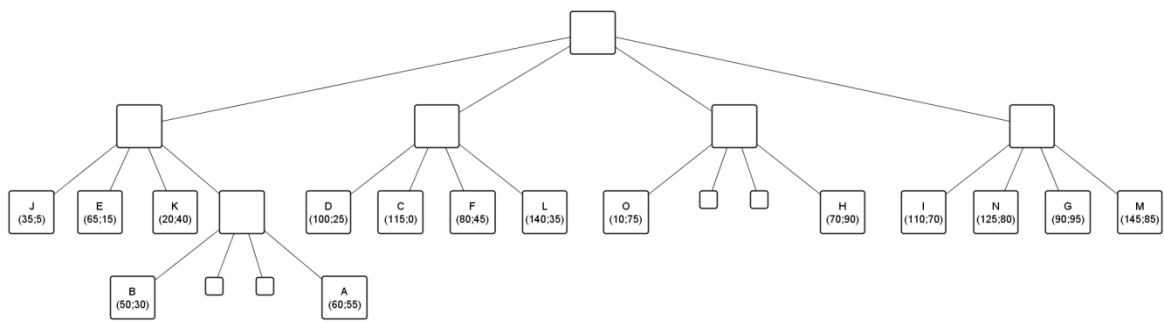 J
(35;5)
E
(65;15)
K
(20;40)
D
(100;25)
C
(115;0)
F
(80;45)
L
(140;35)
O
(10;75)
H
(70;90)
I
(110;70)
N
(125;80)
G
(90;95)
M
(145;85)
B
(50;30)
A
(60;55)